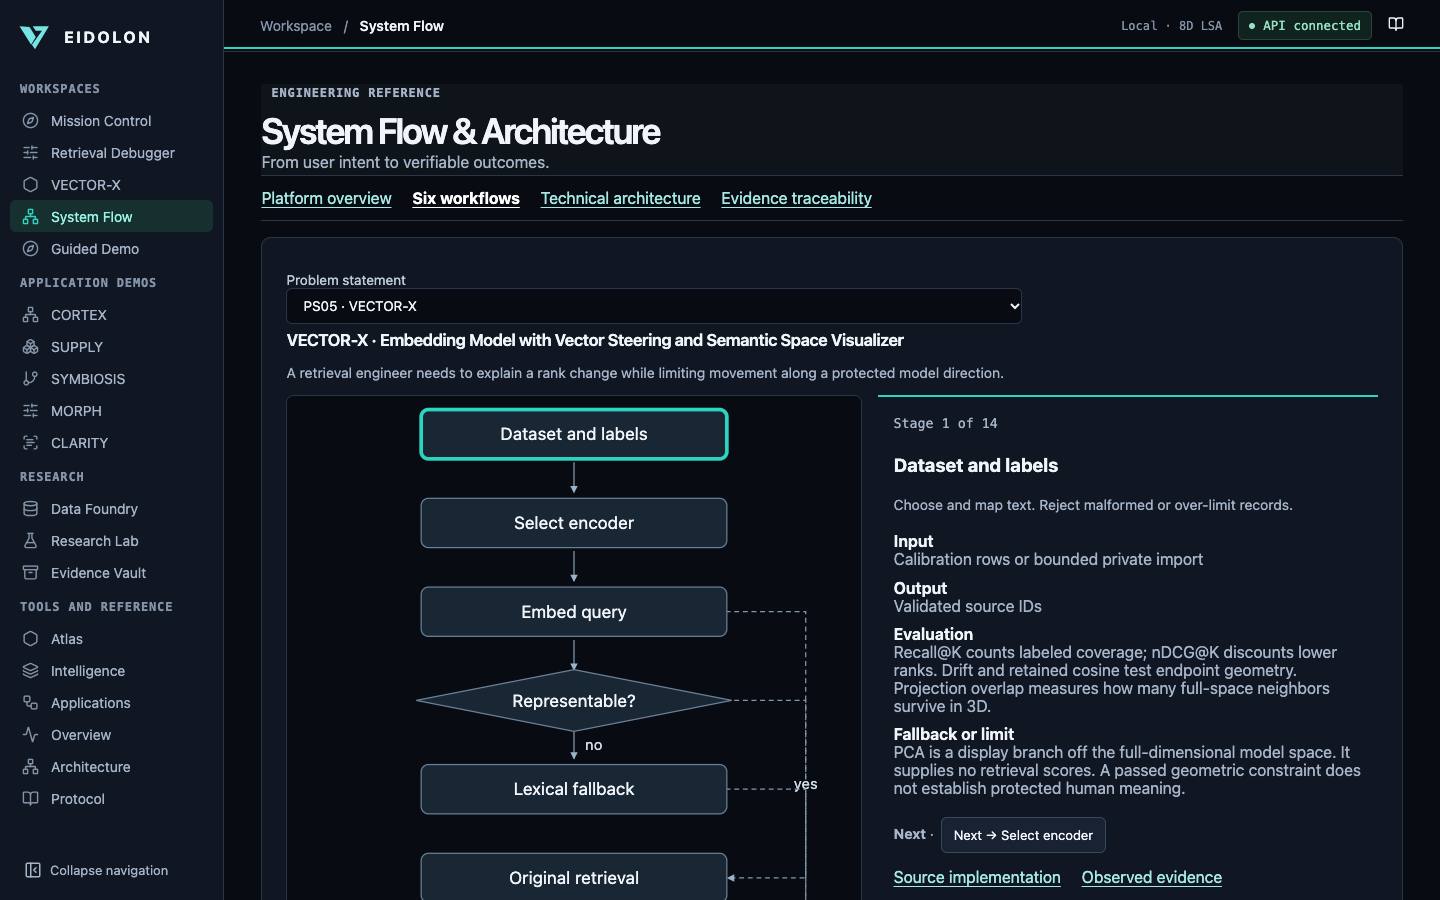 EIDOLON
WORKSPACES
Mission Control
Retrieval Debugger
VECTOR-X
System Flow
Guided Demo
APPLICATION DEMOS
CORTEX
SUPPLY
SYMBIOSIS
MORPH
CLARITY
RESEARCH
Data Foundry
Research Lab
Evidence Vault
TOOLS AND REFERENCE
Atlas
Intelligence
Applications
Overview
Architecture
Protocol
Collapse navigation
Workspace / System Flow
Local · 8D LSA
API connected
ENGINEERING REFERENCE
System Flow & Architecture
From user intent to verifiable outcomes.
Platform overview Six workflows Technical architecture Evidence traceability
Problem statement
PS05 · VECTOR-X
VECTOR-X · Embedding Model with Vector Steering and Semantic Space Visualizer
A retrieval engineer needs to explain a rank change while limiting movement along a protected model direction.
Dataset and labels
Select encoder
Embed query
Representable?
no
Lexical fallback
yes
Original retrieval
Stage 1 of 14
Dataset and labels
Choose and map text. Reject malformed or over-limit records.
Input
Calibration rows or bounded private import
Output
Validated source IDs
Evaluation
Recall@K counts labeled coverage; nDCG@K discounts lower
ranks. Drift and retained cosine test endpoint geometry.
Projection overlap measures how many full-space neighbors
survive in 3D.
Fallback or limit
PCA is a display branch off the full-dimensional model space. It
supplies no retrieval scores. A passed geometric constraint does
not establish protected human meaning.
Next · Next → Select encoder
Source implementation Observed evidence